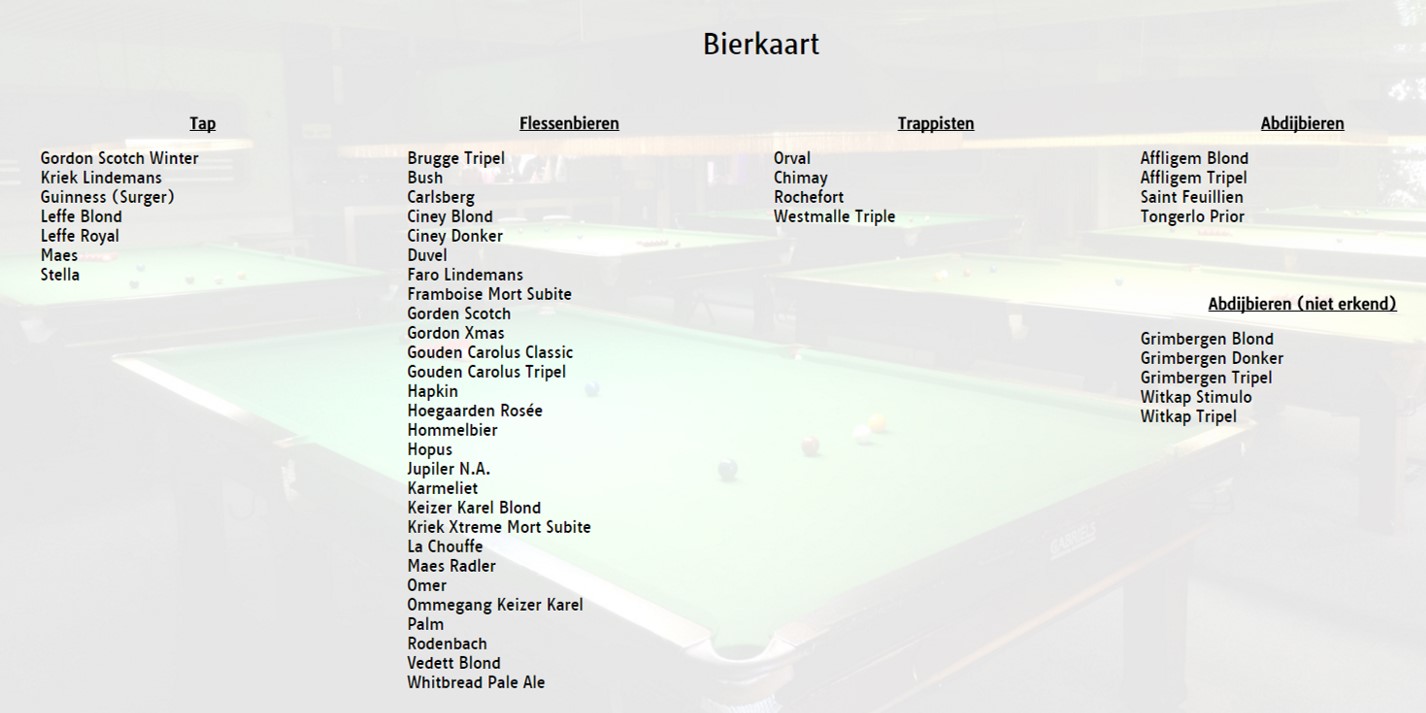 Bierkaart
Tap
Gordon Scotch Winter
Kriek Lindemans
Guinness (Surger)
Leffe Blond
Leffe Royal
Maes
Stella
Flessenbieren
Brugge Tripel
Bush
Carlsberg
Ciney Blond
Ciney Donker
Duvel
Faro Lindemans
Framboise Mort Subite
Gorden Scotch
Gordon Xmas
Gouden Carolus Classic
Gouden Carolus Tripel
Hapkin
Hoegaarden Rosée
Hommelbier
Hopus
Jupiler N.A.
Karmeliet
Keizer Karel Blond
Kriek Xtreme Mort Subite
La Chouffe
Maes Radler
Omer
Ommegang Keizer Karel
Palm
Rodenbach
Vedett Blond
Whitbread Pale Ale
Trappisten
Orval
Chimay
Rochefort
Westmalle Triple
Abdijbieren
Affligem Blond
Affligem Tripel
Saint Feuillien
Tongerlo Prior
Abdijbieren (niet erkend)
Grimbergen Blond
Grimbergen Donker
Grimbergen Tripel
Witkap Stimulo
Witkap Tripel
GABRIELS